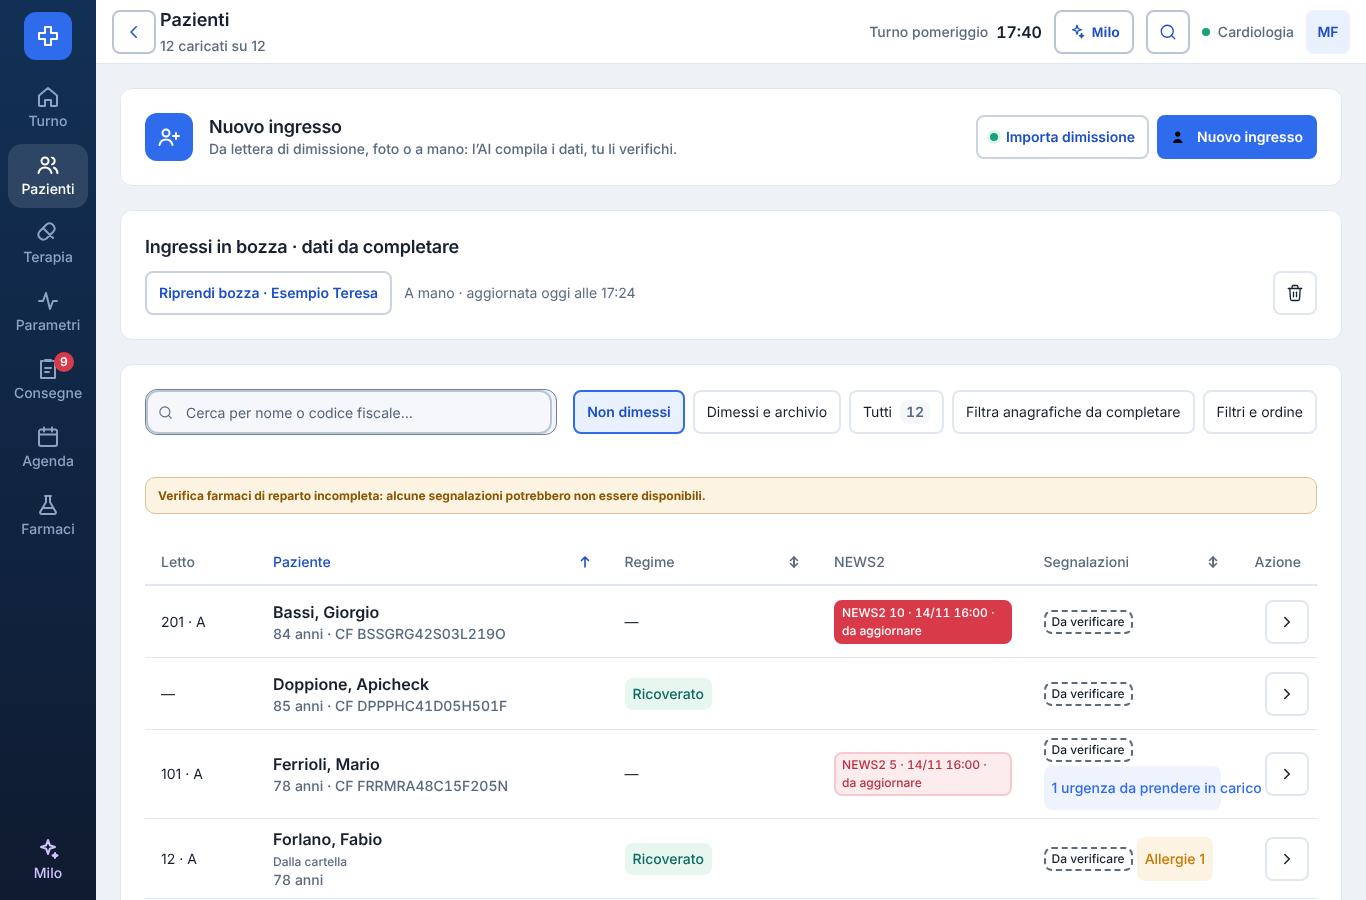 Pazienti
12 caricati su 12
Turno pomeriggio 17:40
Milo
Cardiologia
MF
Turno
Pazienti
Terapia
Parametri
9
Consegne
Agenda
Farmaci
Milo
Nuovo ingresso
Da lettera di dimissione, foto o a mano: l'AI compila i dati, tu li verifichi.
Importa dimissione
Nuovo ingresso
Ingressi in bozza · dati da completare
Riprendi bozza · Esempio Teresa
A mano · aggiornata oggi alle 17:24
Cerca per nome o codice fiscale...
Non dimessi
Dimessi e archivio
Tutti 12
Filtra anagrafiche da completare
Filtri e ordine
Verifica farmaci di reparto incompleta: alcune segnalazioni potrebbero non essere disponibili.
Letto
Paziente
Regime
NEWS2
Segnalazioni
Azione
201 · A
Bassi, Giorgio
84 anni · CF BSSGRG42S03L219O
—
NEWS2 10 · 14/11 16:00 ·
da aggiornare
Da verificare
—
Doppione, Apicheck
85 anni · CF DPPPHC41D05H501F
Ricoverato
Da verificare
101 · A
Ferrioli, Mario
78 anni · CF FRRMRA48C15F205N
—
NEWS2 5 · 14/11 16:00 ·
da aggiornare
Da verificare
1 urgenza da prendere in carico
12 · A
Forlano, Fabio
Dalla cartella
78 anni
Ricoverato
Da verificare
Allergie 1